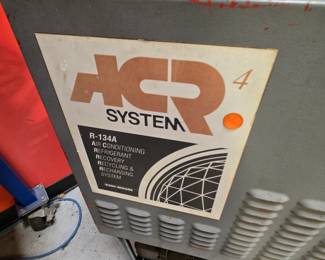 ACR 4
SYSTEM
R-134A
AIR CONDITIONING
REFRIGERANT
RECOVERY
RECYCLING &
RECHARGING
SYSTEM